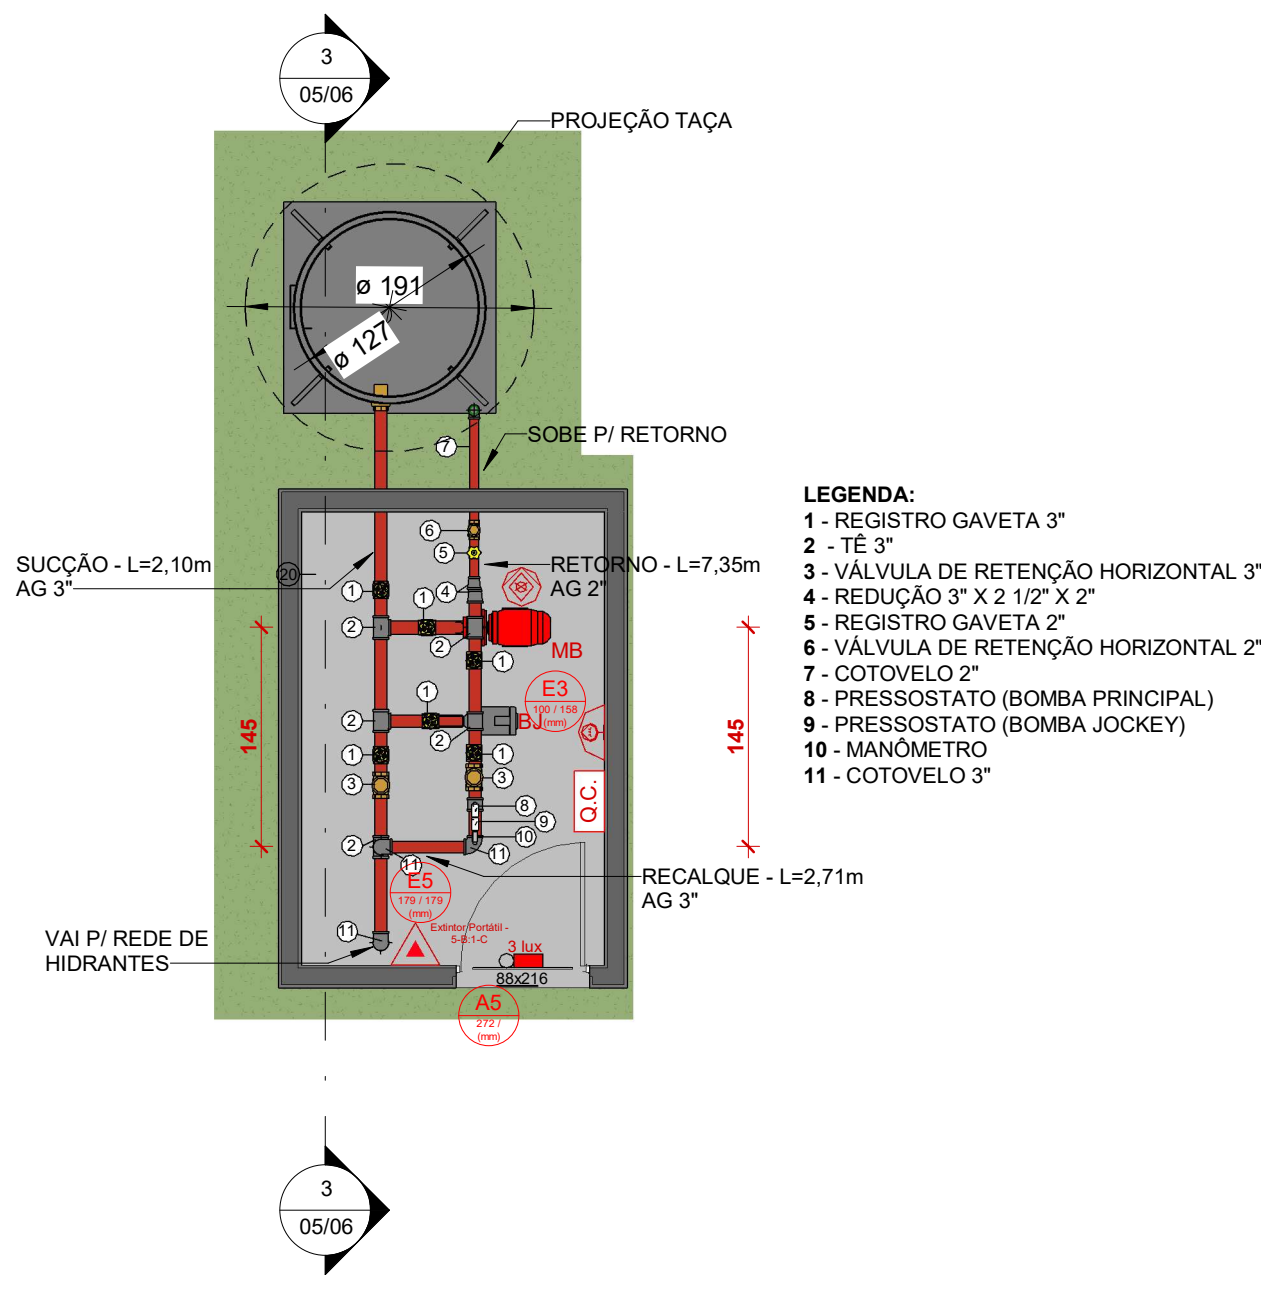 3
05/06
PROJEÇÃO TAÇA
ø 191
ø 127
7
SOBE P/ RETORNO
6
5
SUCÇÃO - L=2,10m
AG 3"
20
RETORNO - L=7,35m
AG 2"
1
1
4
2
2
MB
1
E3
100 / 158
(mm)
1
2
2
BJ
145
145
1
1
3
3
Q.C.
8
9
10
2
11
11
RECALQUE - L=2,71m
AG 3"
E5
179 / 179
(mm)
Extintor Portátil -
5-B:1-C
11
VAI P/ REDE DE
HIDRANTES
3 lux
88x216
A5
272 /
(mm)
LEGENDA:
1 - REGISTRO GAVETA 3"
2 - TÊ 3"
3 - VÁLVULA DE RETENÇÃO HORIZONTAL 3"
4 - REDUÇÃO 3" X 2 1/2" X 2"
5 - REGISTRO GAVETA 2"
6 - VÁLVULA DE RETENÇÃO HORIZONTAL 2"
7 - COTOVELO 2"
8 - PRESSOSTATO (BOMBA PRINCIPAL)
9 - PRESSOSTATO (BOMBA JOCKEY)
10 - MANÔMETRO
11 - COTOVELO 3"
3
05/06